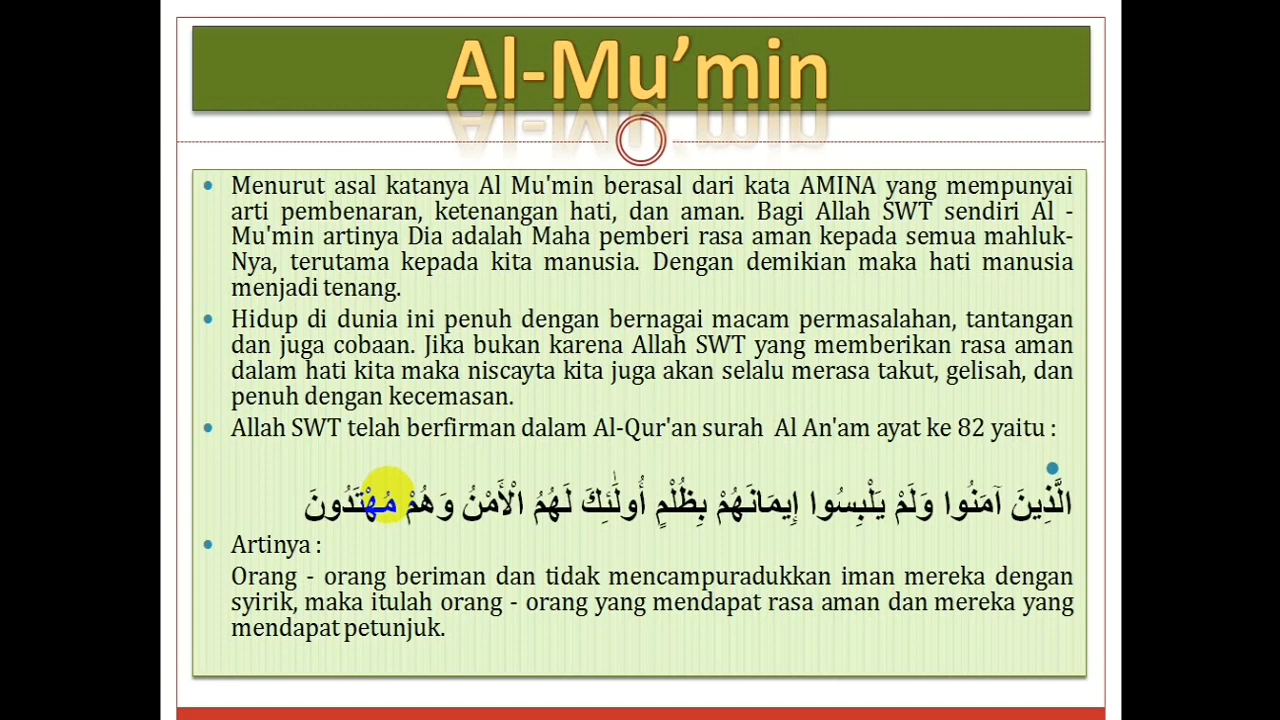 Al-Mu’min
Menurut asal katanya Al Mu'min berasal dari kata AMINA yang mempunyai
arti pembenaran, ketenangan hati, dan aman. Bagi Allah SWT sendiri Al -
Mu'min artinya Dia adalah Maha pemberi rasa aman kepada semua mahluk-
Nya, terutama kepada kita manusia. Dengan demikian maka hati manusia
menjadi tenang.
Hidup di dunia ini penuh dengan bernagai macam permasalahan, tantangan
dan juga cobaan. Jika bukan karena Allah SWT yang memberikan rasa aman
dalam hati kita maka niscayta kita juga akan selalu merasa takut, gelisah, dan
penuh dengan kecemasan.
Allah SWT telah berfirman dalam Al-Qur'an surah Al An'am ayat ke 82 yaitu :
الَّذِينَ آمَنُوا وَلَمْ يَلْبِسُوا إِيمَانَهُمْ بِظُلْمٍ أُولَٰئِكَ لَهُمُ الْأَمْنُ وَهُمْ مُهْتَدُونَ
Artinya :
Orang - orang beriman dan tidak mencampuradukkan iman mereka dengan
syirik, maka itulah orang - orang yang mendapat rasa aman dan mereka yang
mendapat petunjuk.